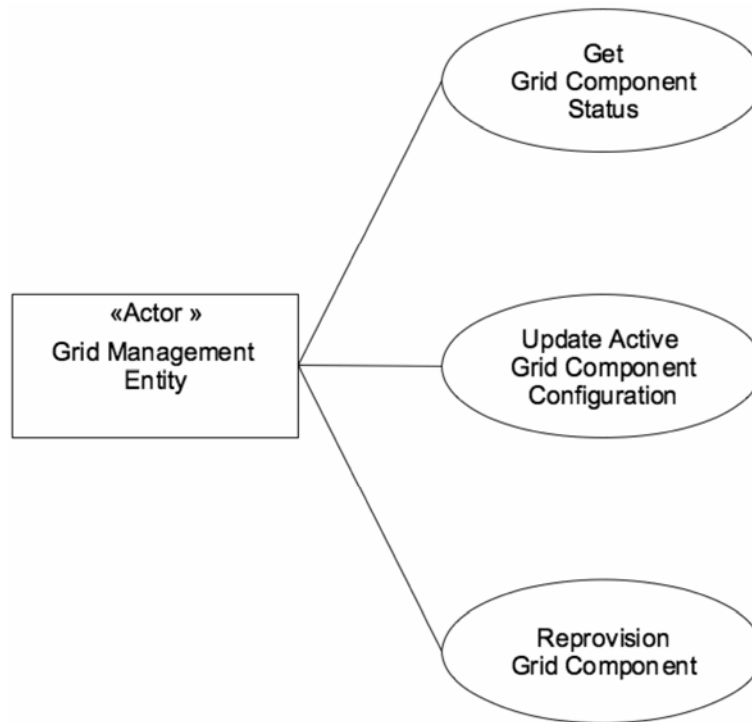 Get
Grid Component
Status
«Actor »
Grid Management
Entity
Update Active
Grid Component
Configuration
Reprovision
Grid Component